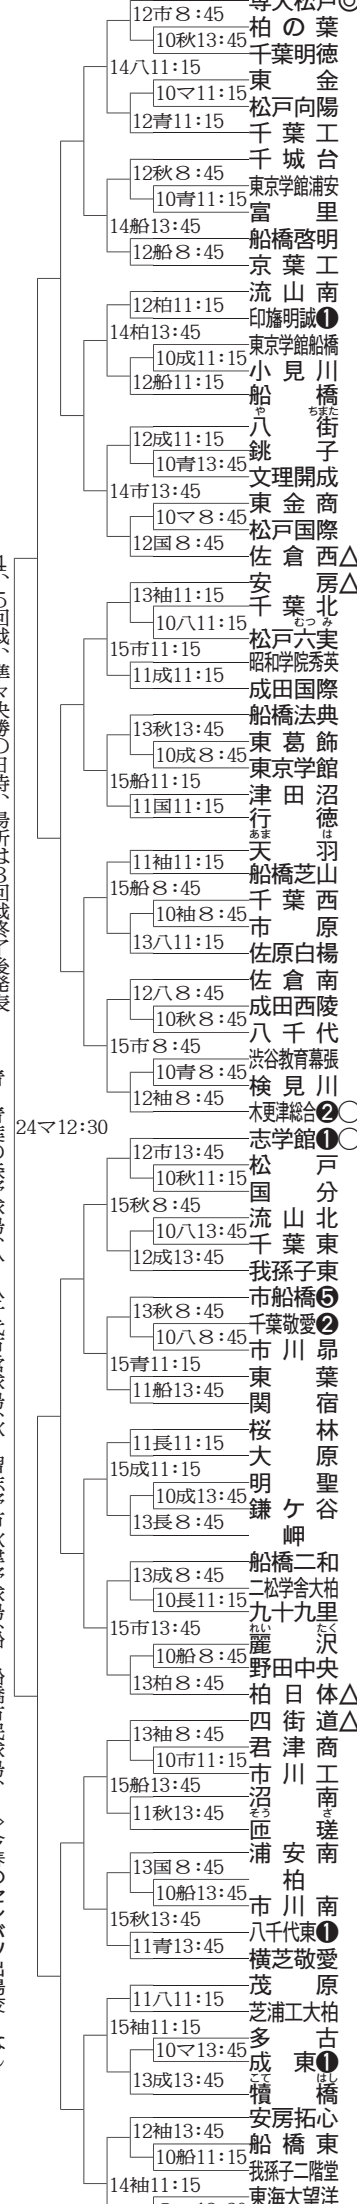 専大松戸◎
12市8:45
柏の葉
10秋13:45
千葉明徳
14八11:15
東金
10マ11:15
松戸向陽
12青11:15
千葉工
千城台
12秋8:45
東京学館浦安
10青11:15
富里
14船13:45
船橋啓明
12船8:45
京葉工
流山南
12柏11:15
印旛明誠❶
14柏13:45
東京学館船橋
10成11:15
小見川
12船11:15
船橋
やちまた
八街
12成11:15
銚子
10青13:45
文理開成
14市13:45
東金商
10マ8:45
松戸国際
12国8:45
佐倉西△
安房△
13袖11:15
千葉北
10八11:15
むつみ
松戸六実
15市11:15
昭和学院秀英
11成11:15
成田国際
船橋法典
13秋13:45
東葛飾
10成8:45
東京学館
15船11:15
津田沼
11国11:15
行徳
あまは
天羽
11袖11:15
船橋芝山
15船8:45
千葉西
10袖8:45
市原
13八11:15
佐原白楊
佐倉南
12八8:45
成田西陵
10秋8:45
八千代
15市8:45
渋谷教育幕張
10青8:45
検見川
12袖8:45
木更津総合❷○
24マ12:30
志学館❶○
12市13:45
松戸
10秋11:15
国分
15秋8:45
流山北
10八13:45
千葉東
12成13:45
我孫子東
市船橋❺
13秋8:45
千葉敬愛❷
10八8:45
市川昴
15青11:15
東葉
11船13:45
関宿
桜林
11長11:15
大原
15成11:15
明聖
10成13:45
鎌ケ谷
13長8:45
岬
船橋二和
13成8:45
二松学舎大柏
10長11:15
九十九里
15市13:45
れいたく
麗沢
10船8:45
野田中央
13柏8:45
柏日体△
四街道△
13袖8:45
君津商
10市11:15
市川工
15船13:45
沼南
11秋13:45
そうさ
匝瑳
浦安南
13国8:45
柏
10船13:45
市川南
15秋13:45
八千代東❶
11青13:45
横芝敬愛
茂原
11八11:15
芝浦工大柏
15袖11:15
多古
10マ13:45
成東❶
13成13:45
こてはし
犢橋
安房拓心
12袖13:45
船橋東
10船11:15
我孫子二階堂
14袖11:15
東海大望洋